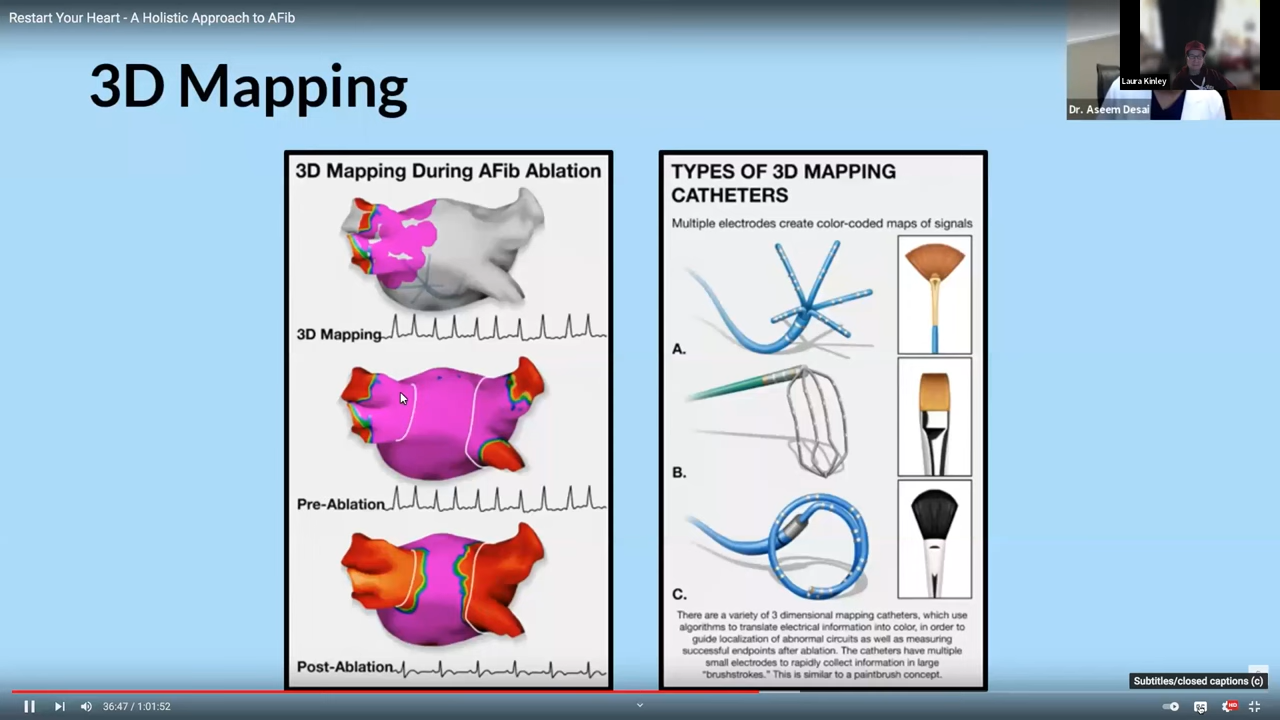 Restart Your Heart - A Holistic Approach to AFib
Laura Kinley
Dr. Aseem Desai
3D Mapping
3D Mapping During AFib Ablation
3D Mapping
Pre-Ablation
Post-Ablation
TYPES OF 3D MAPPING
CATHETERS
Multiple electrodes create color-coded maps of signals
A.
B.
C.
There are a variety of 3 dimensional mapping catheters, which use
algorithms to translate electrical information into color, in order to
guide localization of abnormal circuits as well as measuring
successful endpoints after ablation. The catheters have multiple
small electrodes to rapidly collect information in large
"brushstrokes." This is similar to a paintbrush concept.
Subtitles/closed captions (c)
36:47 / 1:01:52
HD